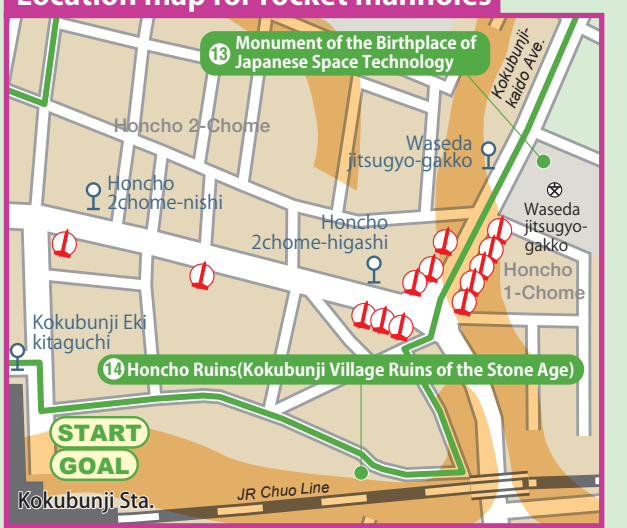 Location map for rocket manholes
13 Monument of the Birthplace of
Japanese Space Technology
Kokubunji-
kaido Ave.
Honcho 2-Chome
Waseda
jitsugyo-gakko
Honcho
2chome-nishi
Waseda
jitsugyo-
gakko
Honcho
2chome-higashi
Honcho
1-Chome
Kokubunji Eki
kitaguchi
14 Honcho Ruins(Kokubunji Village Ruins of the Stone Age)
START
GOAL
Kokubunji Sta.
JR Chuo Line